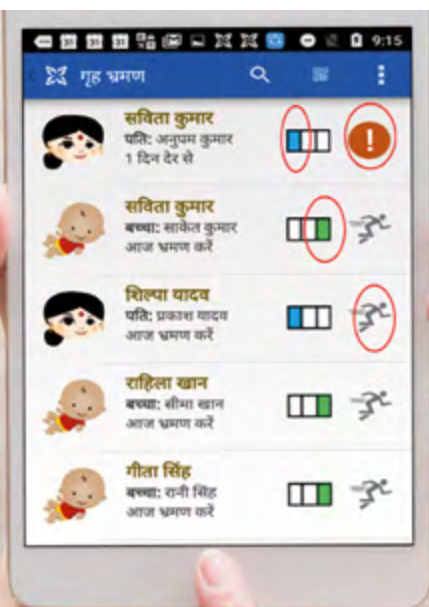 9:15
गृह भ्रमण
सविता कुमार
पति: अनुपम कुमार
1 दिन देर से
!
सविता कुमार
बच्चा: साकेत कुमार
आज भ्रमण करें
शिल्पा यादव
पति: प्रकाश यादव
आज भ्रमण करें
राहिला खान
बच्चा: सीमा खान
आज भ्रमण करें
गीता सिंह
बच्चा: रानी सिंह
आज भ्रमण करें